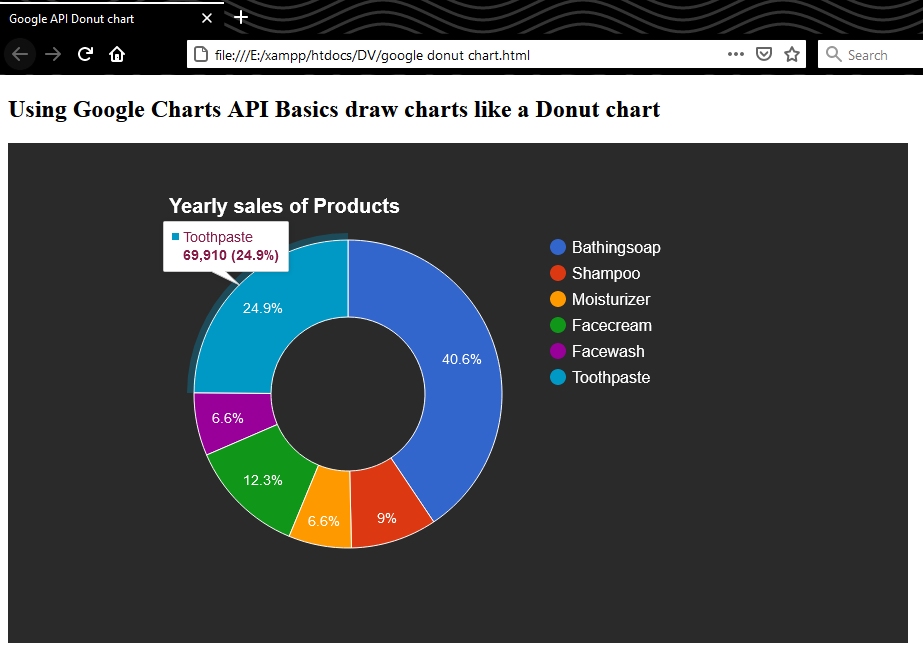 Google API Donut chart
file:///E:/xampp/htdocs/DV/google donut chart.html
Search
Using Google Charts API Basics draw charts like a Donut chart
Yearly sales of Products
Toothpaste
69,910 (24.9%)
24.9%
40.6%
6.6%
12.3%
6.6%
9%
Bathingsoap
Shampoo
Moisturizer
Facecream
Facewash
Toothpaste